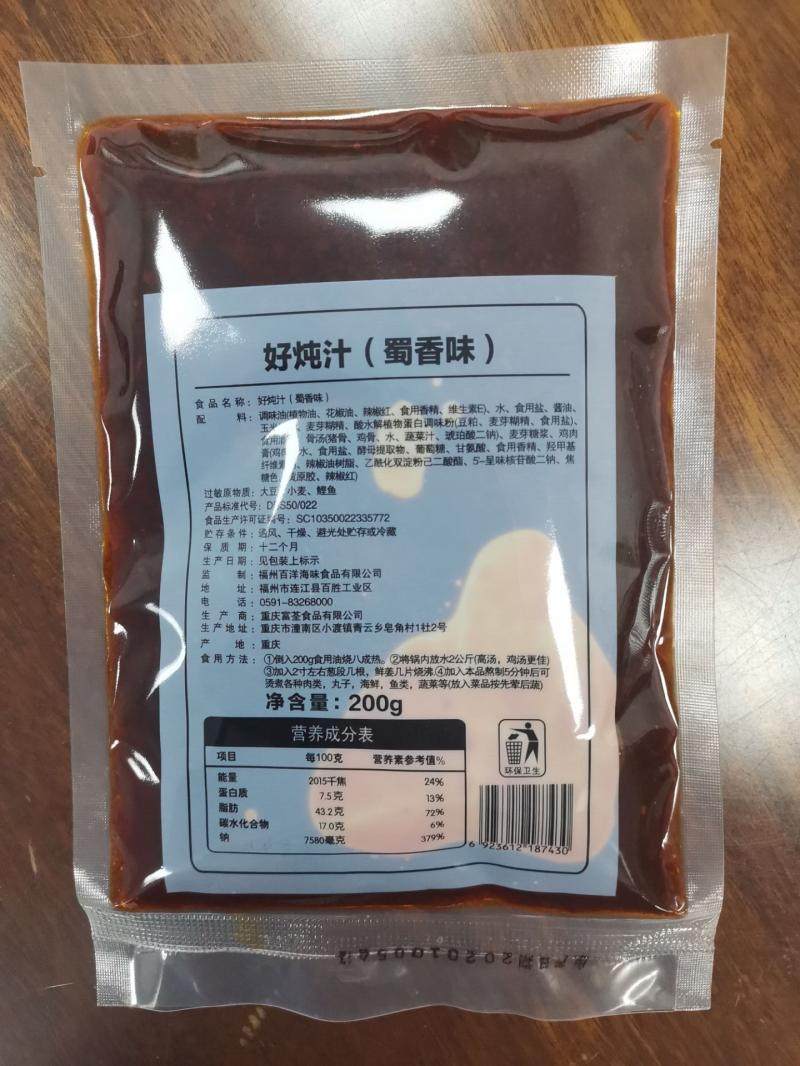 好炖汁（蜀香味）
食品名称：好炖汁（蜀香味）
配 料：调味油(植物油、花椒油、辣椒红、食用香精、维生素E)、水、食用盐、酱油、
玉米 、麦芽糊精、酸水解植物蛋白调味粉(豆粕、麦芽糊精、食用盐)、
食用 、骨汤(猪骨、鸡骨、水、蔬菜汁、琥珀酸二钠)、麦芽糖浆、鸡肉
膏(鸡肉、水、食用盐、酵母提取物、葡萄糖、甘氨酸、食用香精、羟甲基
纤维素 )、辣椒油树脂、乙酰化双淀粉己二酸酯、5-呈味核苷酸二钠、焦
糖色、 原胶、辣椒红)
过敏原物质：大豆、小麦、鲣鱼
产品标准代号：D S50/022
食品生产许可证编号：SC10350022335772
贮存条件：通风、干燥、避光处贮存或冷藏
保质期：十二个月
生产日期：见包装上标示
监 制：福州百洋海味食品有限公司
地 址：福州市连江县百胜工业区
电 话：0591-83268000
生产商：重庆富荃食品有限公司
生产地址：重庆市潼南区小渡镇青云乡皂角村1社2号
产 地：重庆
食用方法：①倒入200g食用油烧八成热。②将锅内放水2公斤(高汤，鸡汤更佳)
③加入2寸左右葱段几根，鲜姜几片烧沸.④加入本品熬制5分钟后可
烫煮各种肉类，丸子，海鲜，鱼类，蔬菜等(放入菜品按先荤后蔬)
净含量：200g
营养成分表
项目 每100克 营养素参考值%
能量 2015千焦 24%
蛋白质 7.5克 13%
脂肪 43.2克 72%
碳水化合物 17.0克 6%
钠 7580毫克 379%
环保卫生
6 923612 187430
生产日期